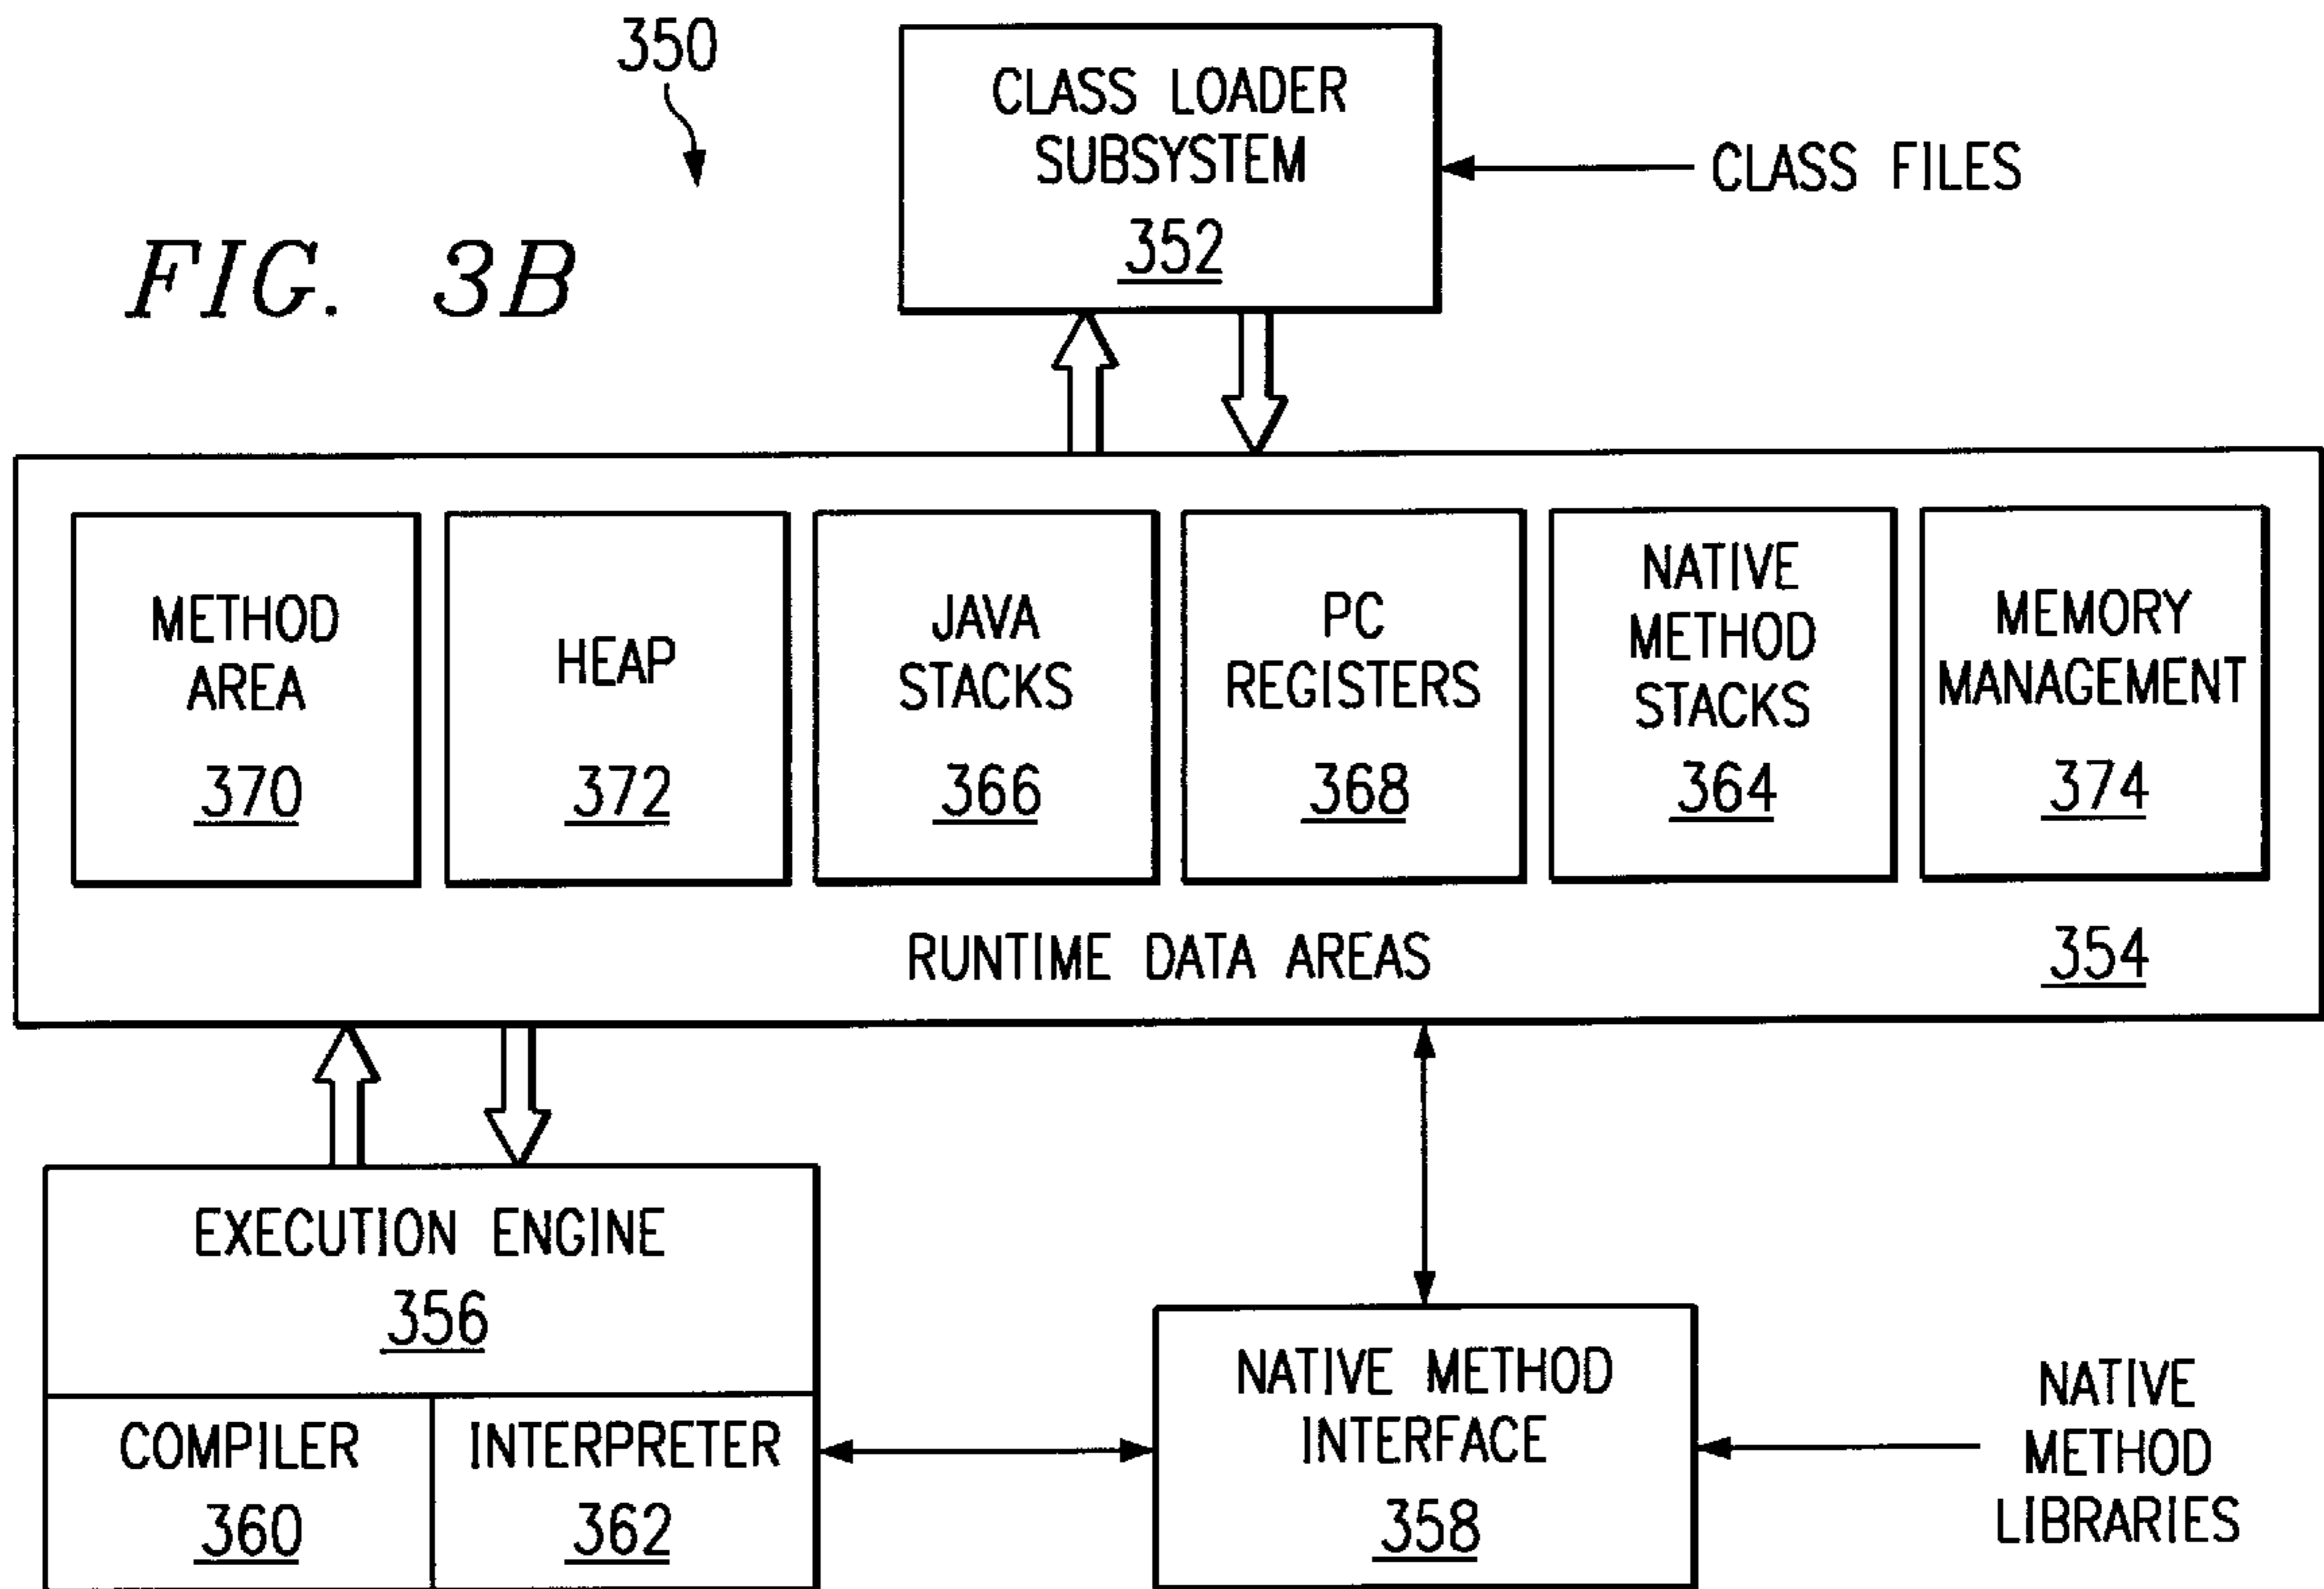 350
CLASS LOADER
SUBSYSTEM
352
CLASS FILES
FIG. 3B
METHOD
AREA
370
HEAP
372
JAVA
STACKS
366
PC
REGISTERS
368
NATIVE
METHOD
STACKS
364
MEMORY
MANAGEMENT
374
RUNTIME DATA AREAS
354
EXECUTION ENGINE
356
COMPILER
360
INTERPRETER
362
NATIVE METHOD
INTERFACE
358
NATIVE
METHOD
LIBRARIES